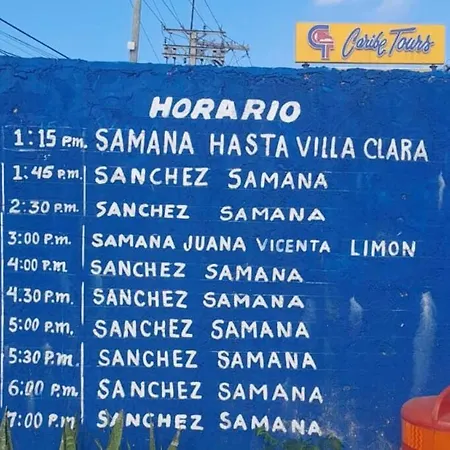 CT Caribe Tours
HORARIO
1:15 P.m. SAMANA HASTA VILLA CLARA
1:45 P.m. SANCHEZ SAMANA
2:30 P.m. SANCHEZ SAMANA
3:00 P.m. SAMANA JUANA VICENTA LIMON
4:00 P.m. SANCHEZ SAMANA
4.30 P.m. SANCHEZ SAMANA
5:00 P.m. SANCHEZ SAMANA
5:30 P.m. SANCHEZ SAMANA
6:00 P.m. SANCHEZ SAMANA
7:00 P.m. SANCHEZ SAMANA